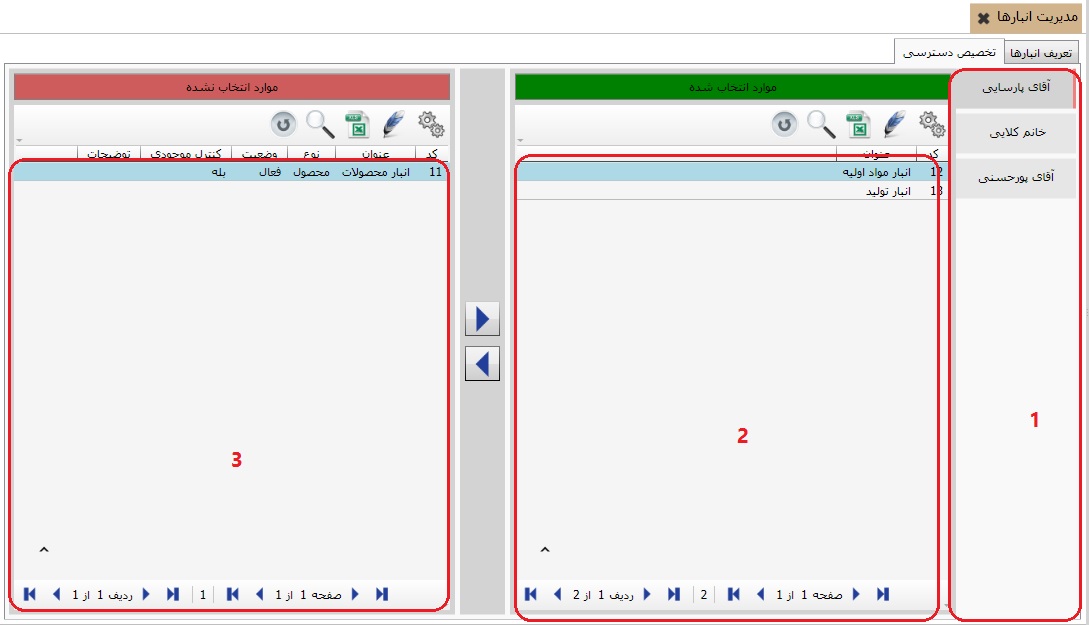 مدیریت انبارها
تعریف انبارها
تخصیص دسترسی
آقای پارسایی
خانم کلایی
آقای پورحسنی
1
موارد انتخاب شده
کد عنوان
12 انبار مواد اولیه
13 انبار تولید
2
صفحه 1 از 1 2 ردیف 1 از 2
موارد انتخاب نشده
کد عنوان نوع وضعیت کنترل موجودی توضیحات
11 انبار محصولات محصول فعال بله
3
صفحه 1 از 1 1 ردیف 1 از 1